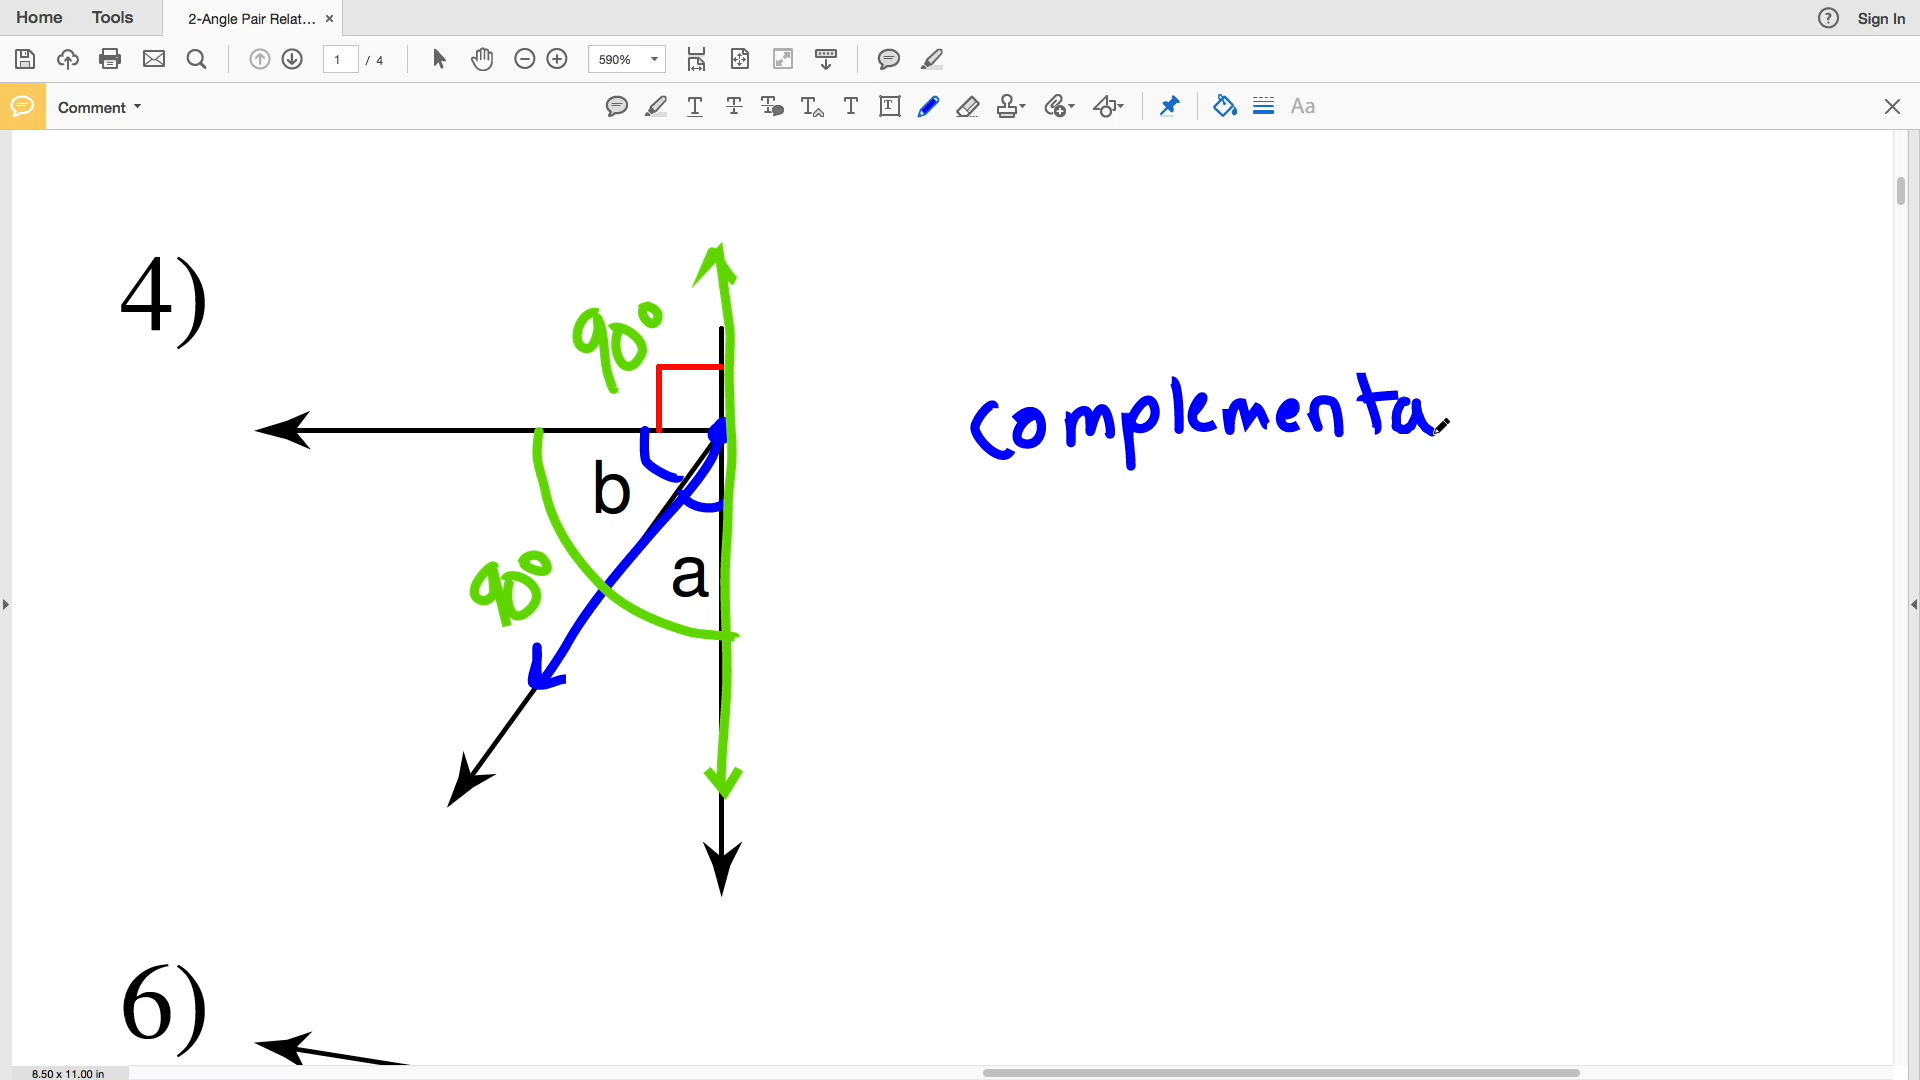 Home Tools 2-Angle Pair Relat... × ? Sign In
1 / 4 590%
Comment T T T T T T Aa
4)
90°
complementa
b
a
90°
6)
8.50 x 11.00 in